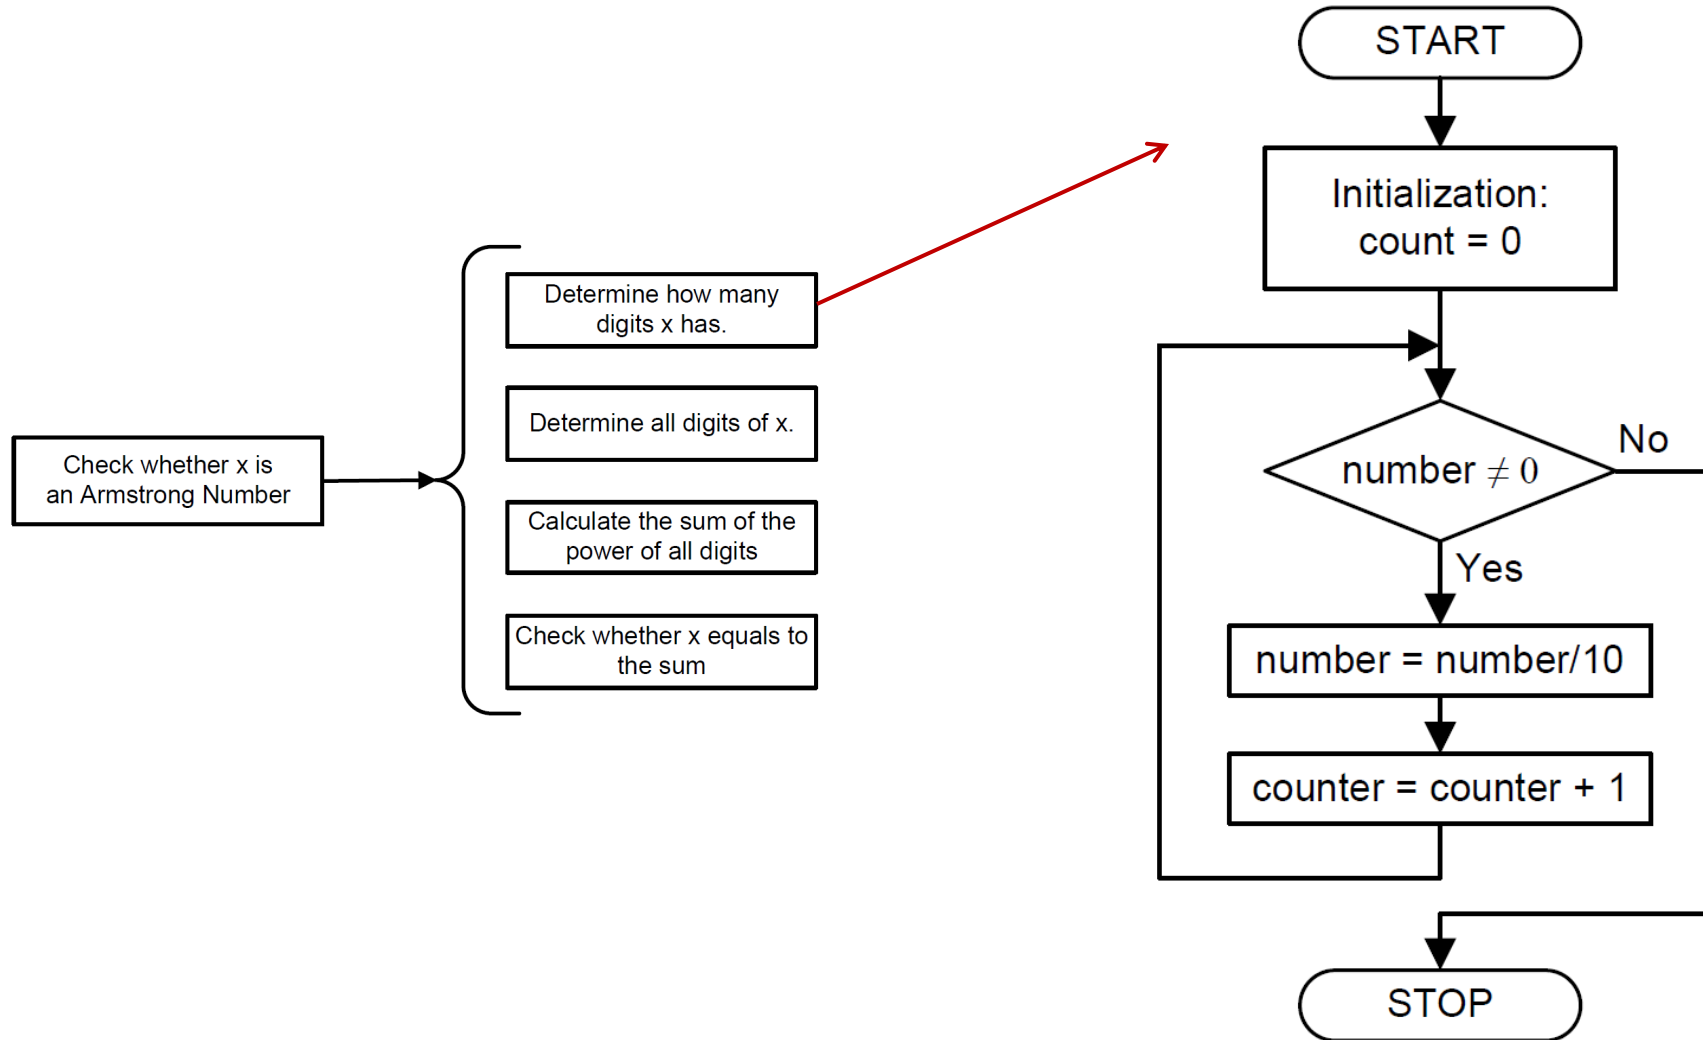 Check whether x is
an Armstrong Number
Determine how many
digits x has.
Determine all digits of x.
Calculate the sum of the
power of all digits
Check whether x equals to
the sum
START
Initialization:
count = 0
number ≠ 0
No
Yes
number = number/10
counter = counter + 1
STOP